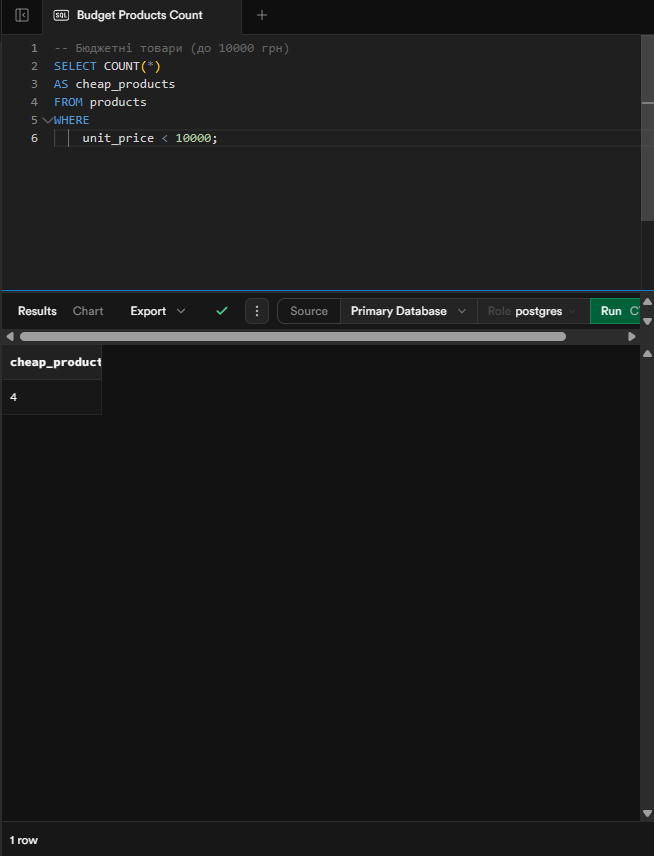 SQL Budget Products Count
1 -- Бюджетні товари (до 10000 грн)
2 SELECT COUNT(*)
3 AS cheap_products
4 FROM products
5 WHERE
6 unit_price < 10000;
Results Chart Export Source Primary Database Role postgres Run
cheap_product
4
1 row